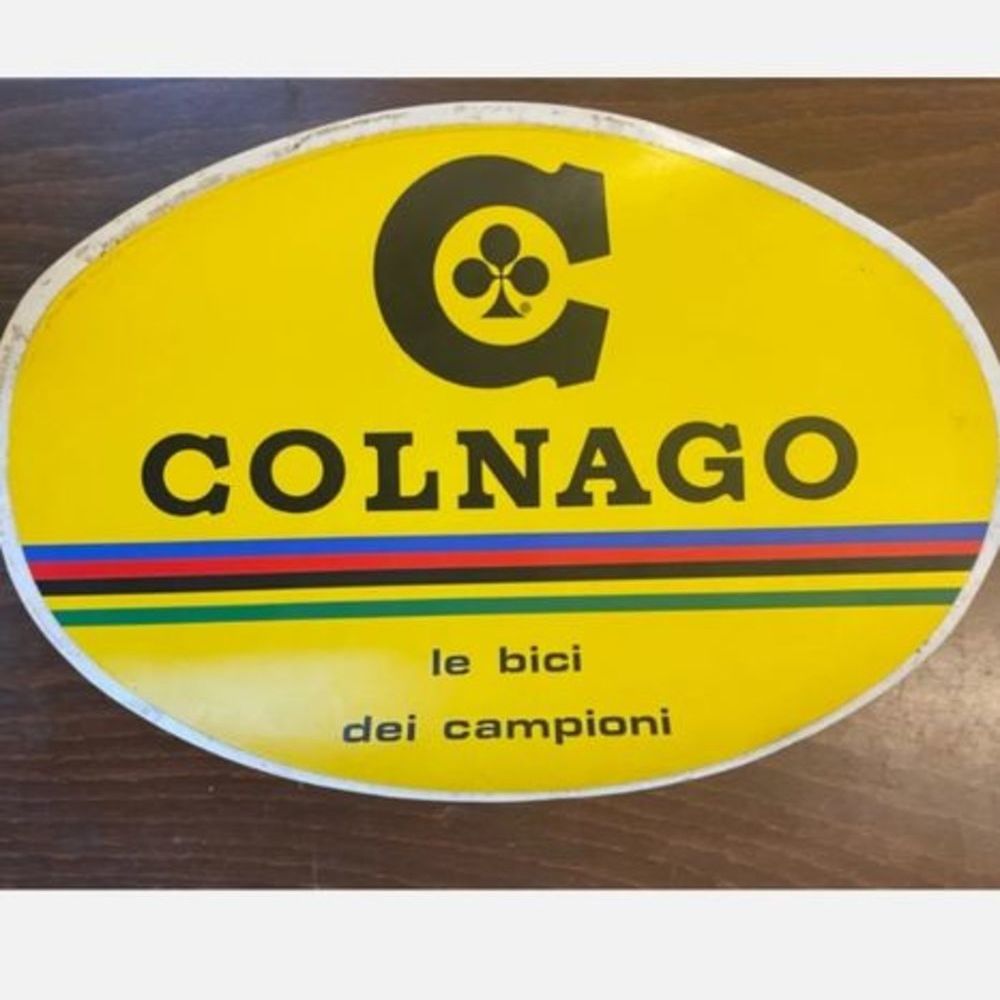 C
COLNAGO
le bici
dei campioni